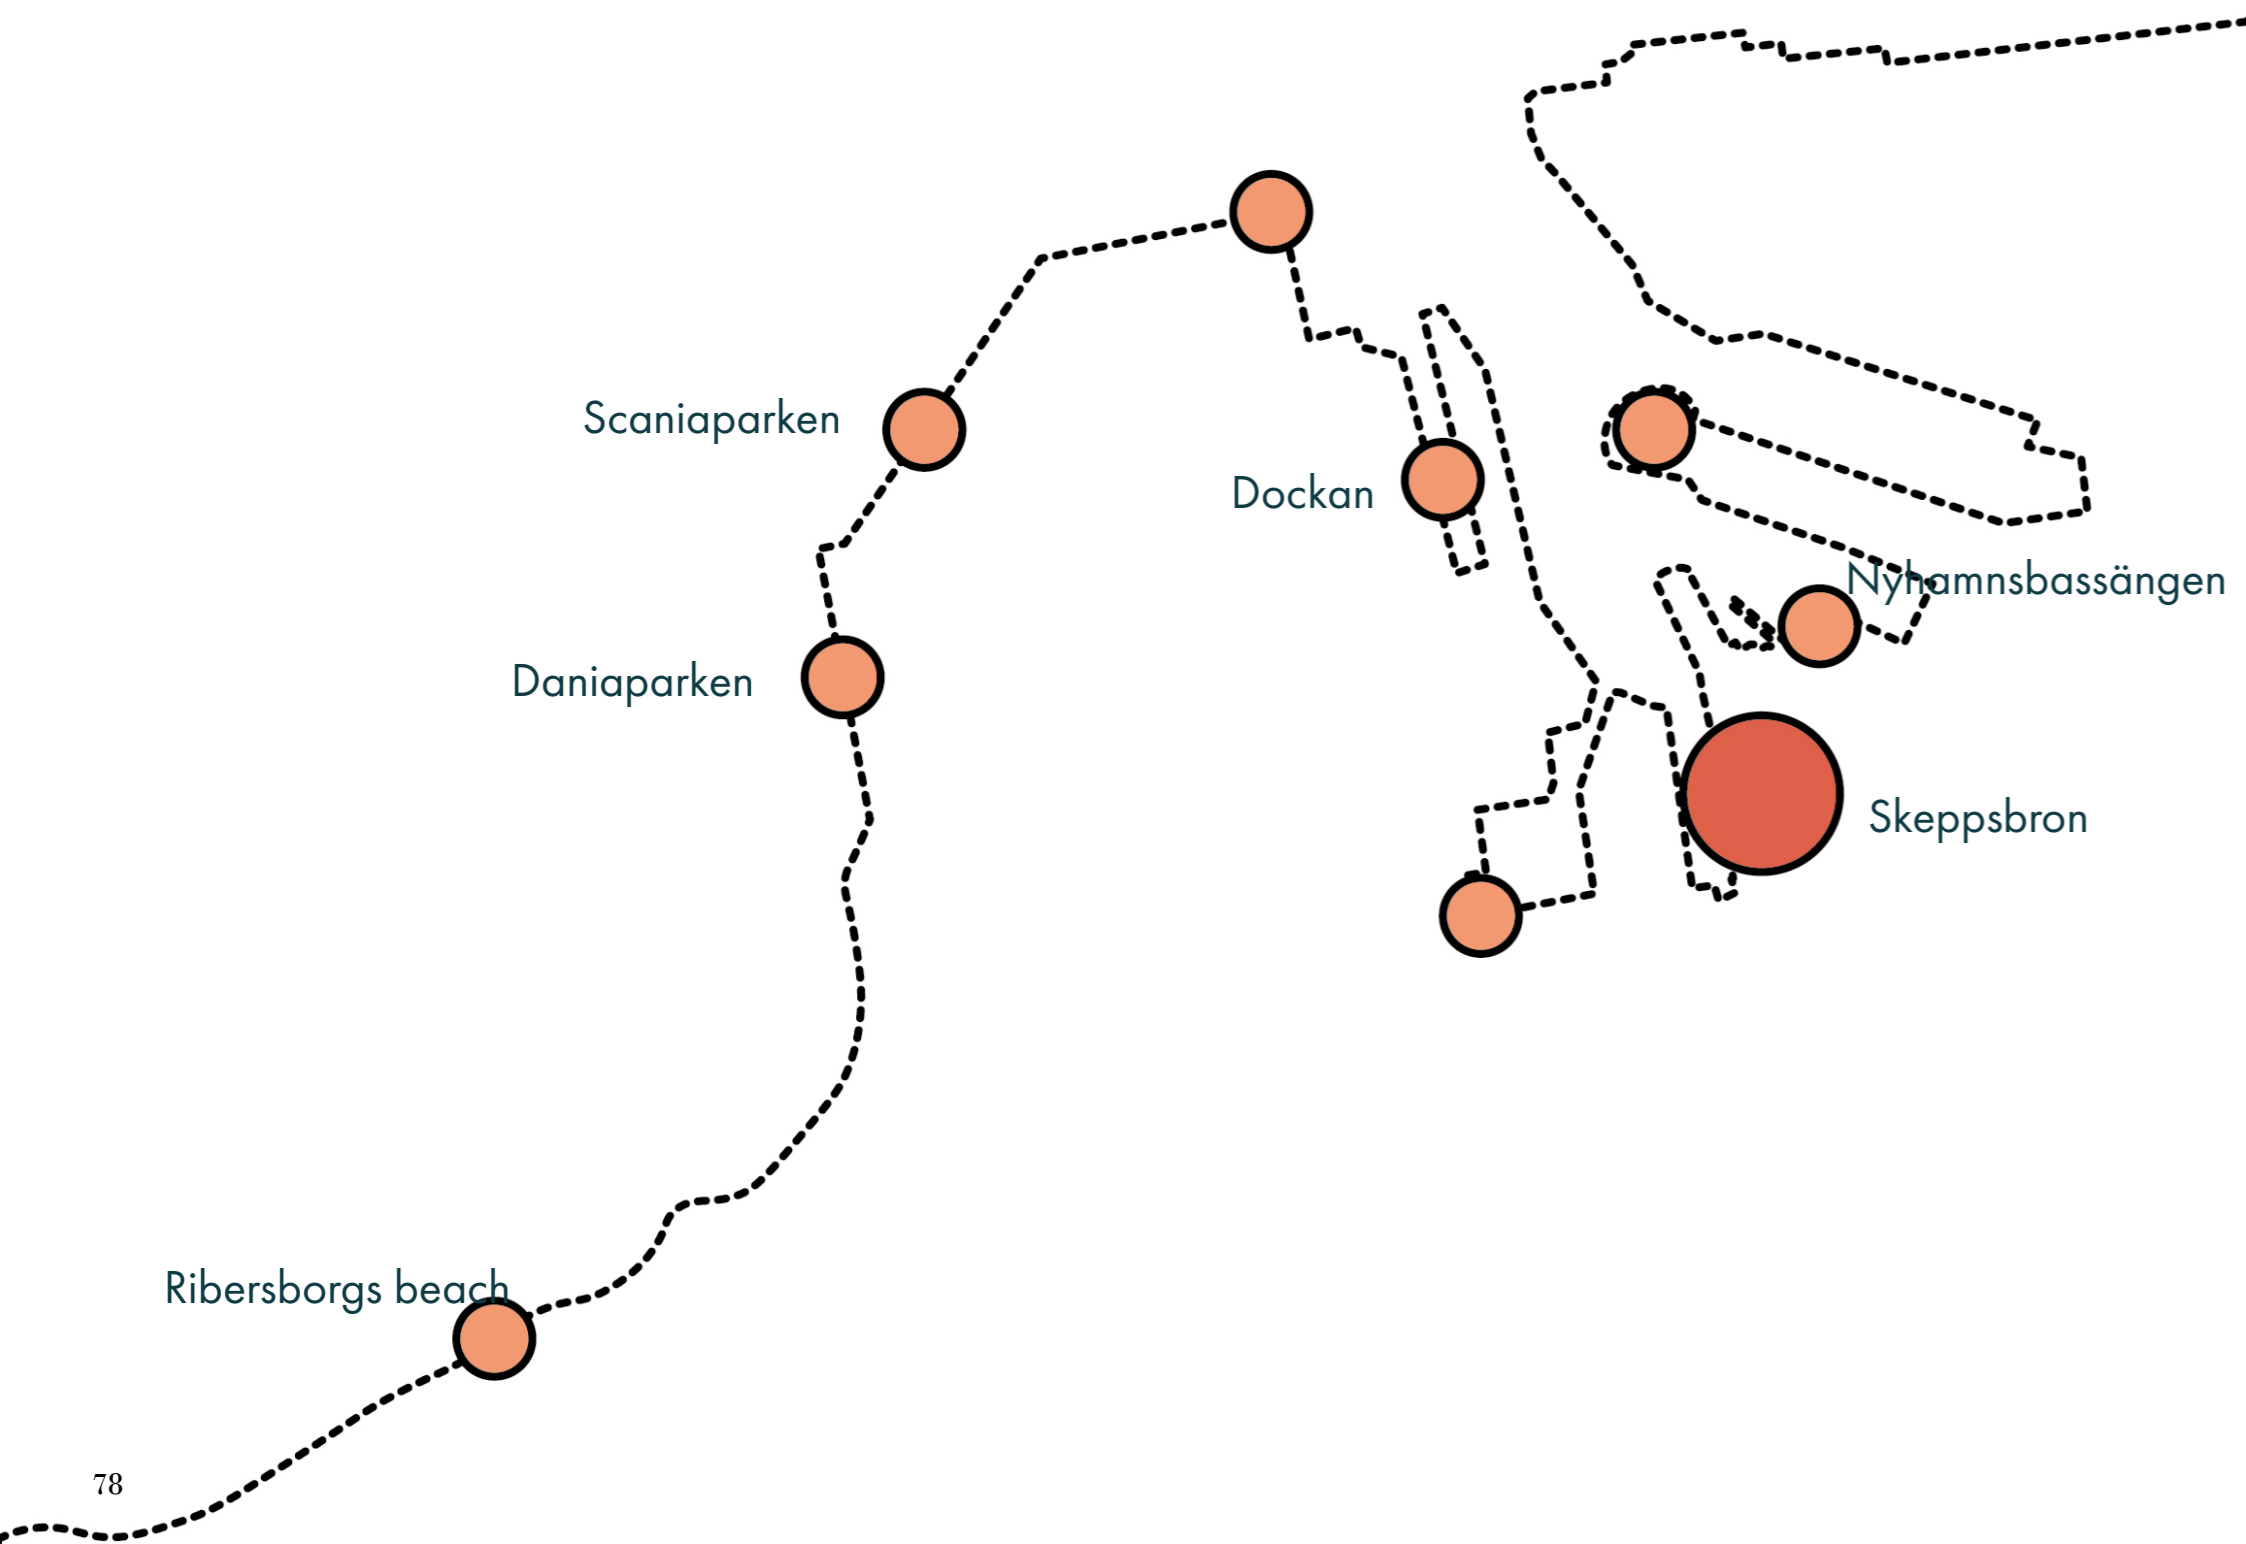 Scaniaparken
Dockan
Nyhamnsbassängen
Daniaparken
Skeppsbron
Ribersborgs beach
78